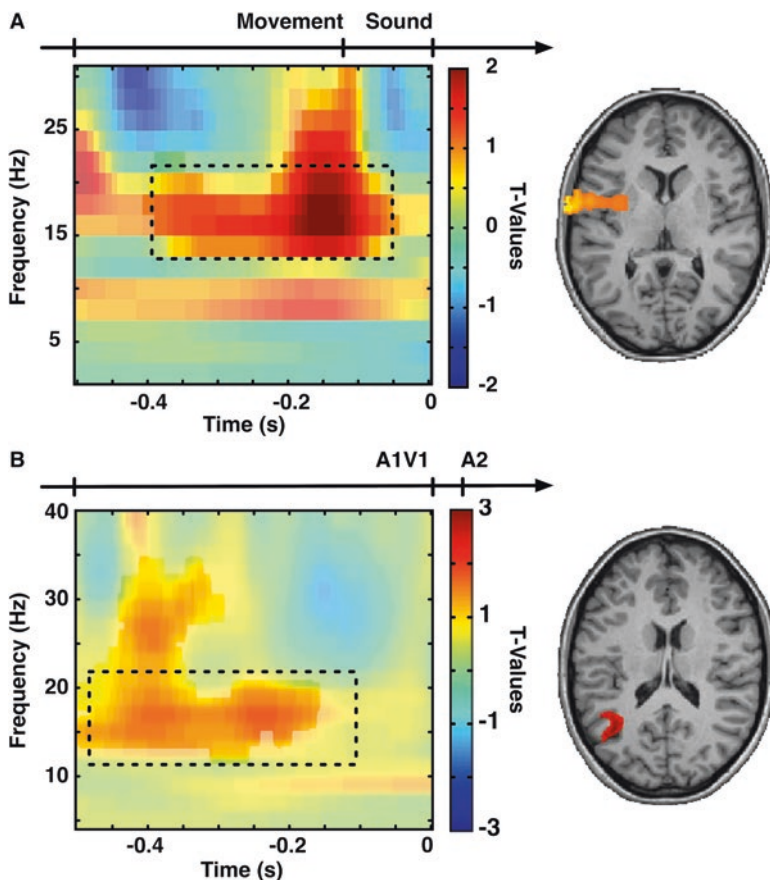 A Movement Sound
25
15
5
Frequency (Hz)
-0.4 -0.2 0
Time (s)
2
1
0
-1
-2
T-Values
B A1V1 A2
40
30
20
10
Frequency (Hz)
-0.4 -0.2 0
Time (s)
3
1
-1
-3
T-Values